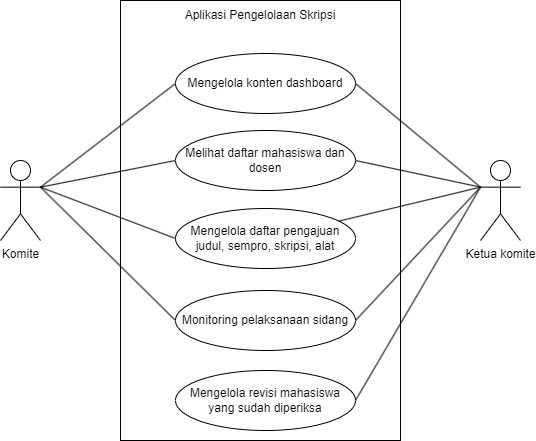 Aplikasi Pengelolaan Skripsi
Mengelola konten dashboard
Melihat daftar mahasiswa dan
dosen
Mengelola daftar pengajuan
judul, sempro, skripsi, alat
Komite
Ketua komite
Monitoring pelaksanaan sidang
Mengelola revisi mahasiswa
yang sudah diperiksa